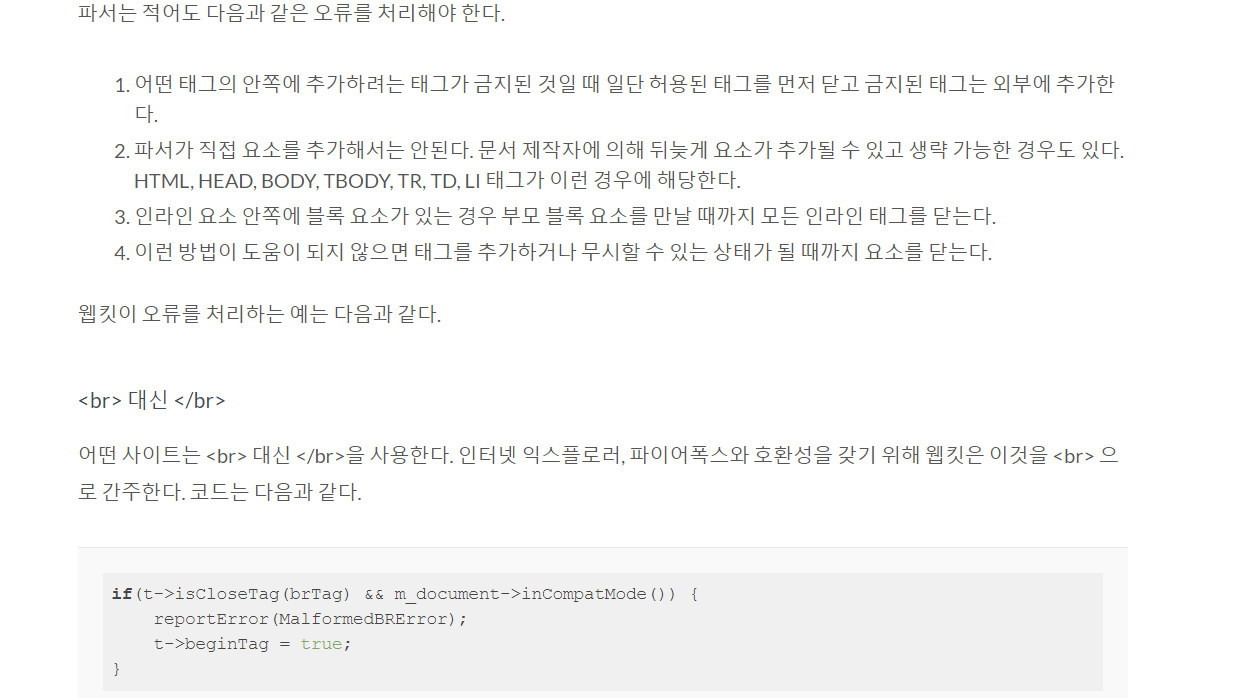 파서는 적어도 다음과 같은 오류를 처리해야 한다.
1. 어떤 태그의 안쪽에 추가하려는 태그가 금지된 것일 때 일단 허용된 태그를 먼저 닫고 금지된 태그는 외부에 추가한
다.
2. 파서가 직접 요소를 추가해서는 안된다. 문서 제작자에 의해 뒤늦게 요소가 추가될 수 있고 생략 가능한 경우도 있다.
HTML, HEAD, BODY, TBODY, TR, TD, LI 태그가 이런 경우에 해당한다.
3. 인라인 요소 안쪽에 블록 요소가 있는 경우 부모 블록 요소를 만날 때까지 모든 인라인 태그를 닫는다.
4. 이런 방법이 도움이 되지 않으면 태그를 추가하거나 무시할 수 있는 상태가 될 때까지 요소를 닫는다.
웹킷이 오류를 처리하는 예는 다음과 같다.
<br> 대신 </br>
어떤 사이트는 <br> 대신 </br>을 사용한다. 인터넷 익스플로러, 파이어폭스와 호환성을 갖기 위해 웹킷은 이것을 <br> 으
로 간주한다. 코드는 다음과 같다.
if(t->isCloseTag(brTag) && m_document->inCompatMode()) {
    reportError(MalformedBRError);
    t->beginTag = true;
}